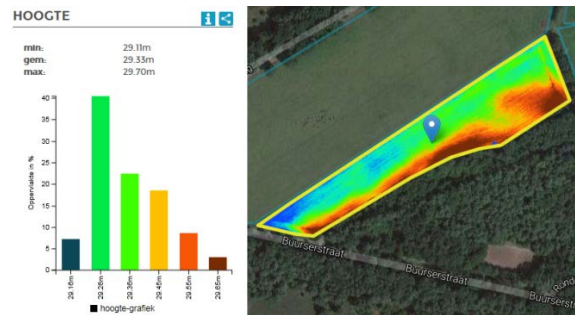 HOOGTE
min: 29.11m
gem: 29.33m
max: 29.70m
Oppervlakte in %
40
35
30
25
20
15
10
5
0
29.16m
29.26m
29.36m
29.45m
29.55m
29.65m
hoogte-grafiek
Buurserstraat
Buurserstraat
Buurserst